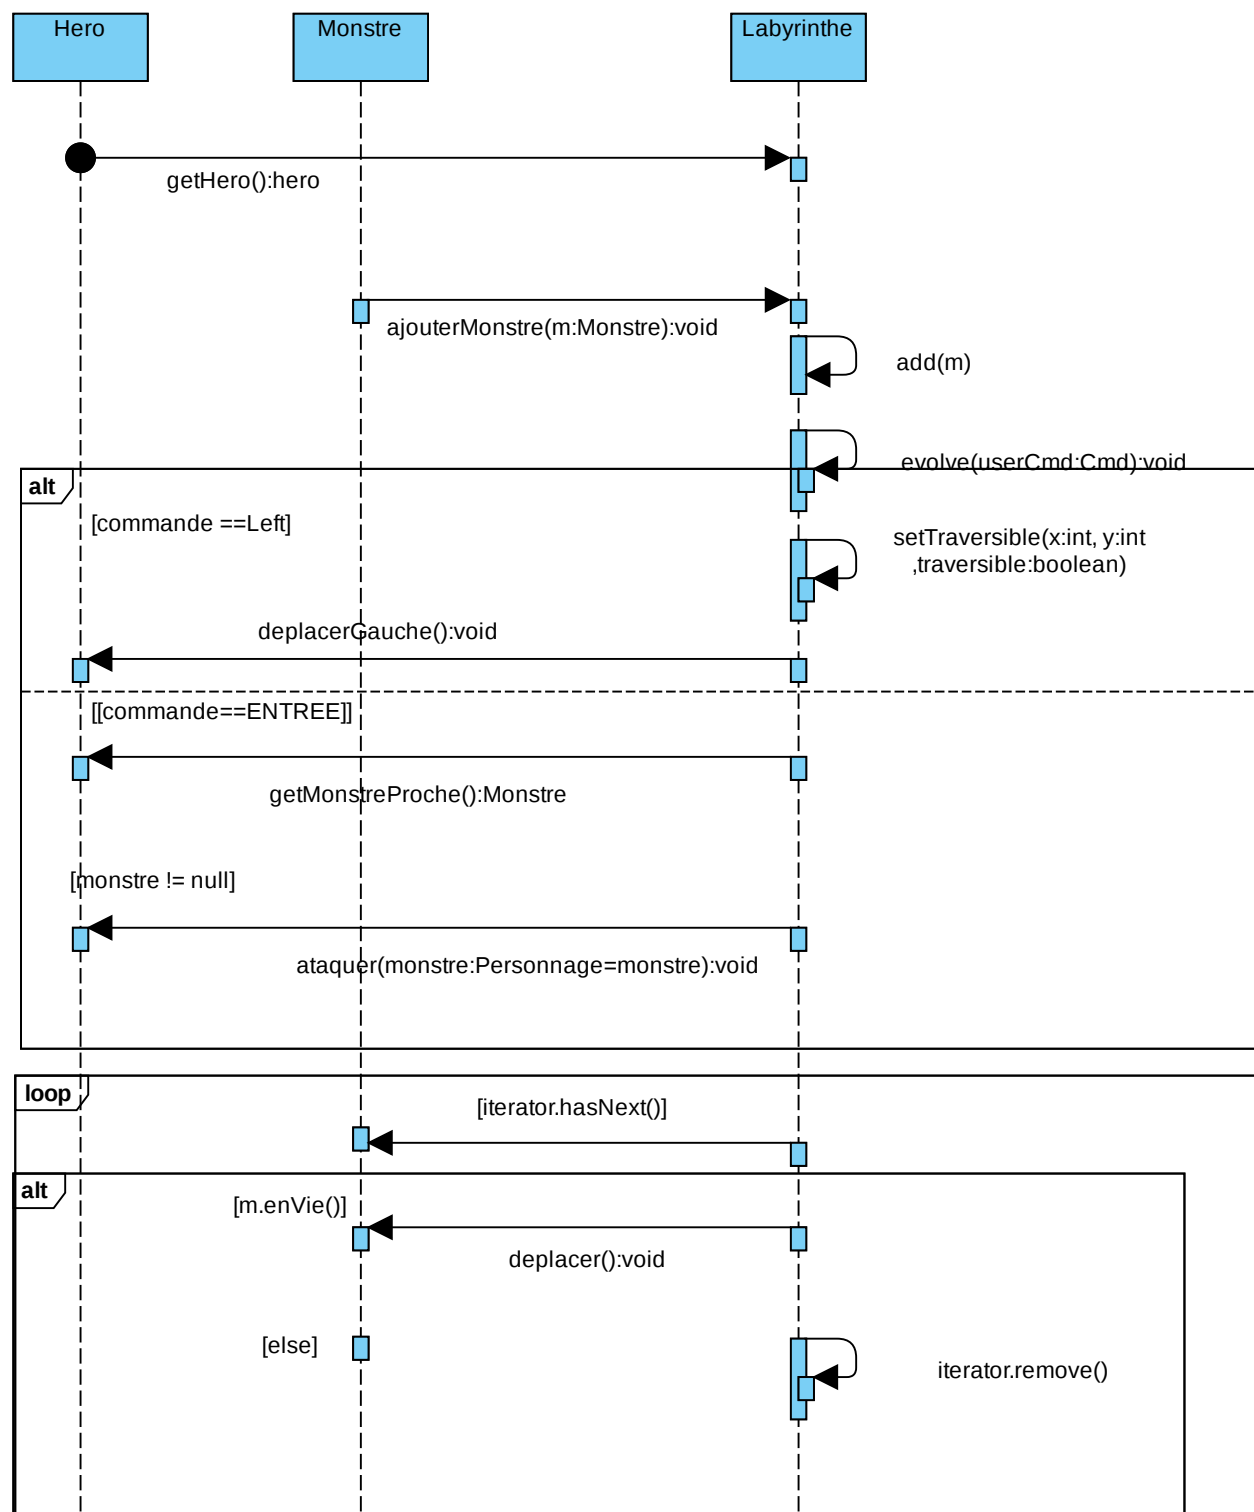 Hero
Monstre
Labyrinthe
getHero():hero
ajouterMonstre(m:Monstre):void
add(m)
evolve(userCmd:Cmd):void
alt
[commande ==Left]
setTraversible(x:int, y:int
,traversible:boolean)
deplacerGauche():void
[[commande==ENTREE]]
getMonstreProche():Monstre
[monstre != null]
ataquer(monstre:Personnage=monstre):void
loop
[iterator.hasNext()]
alt
[m.enVie()]
deplacer():void
[else]
iterator.remove()